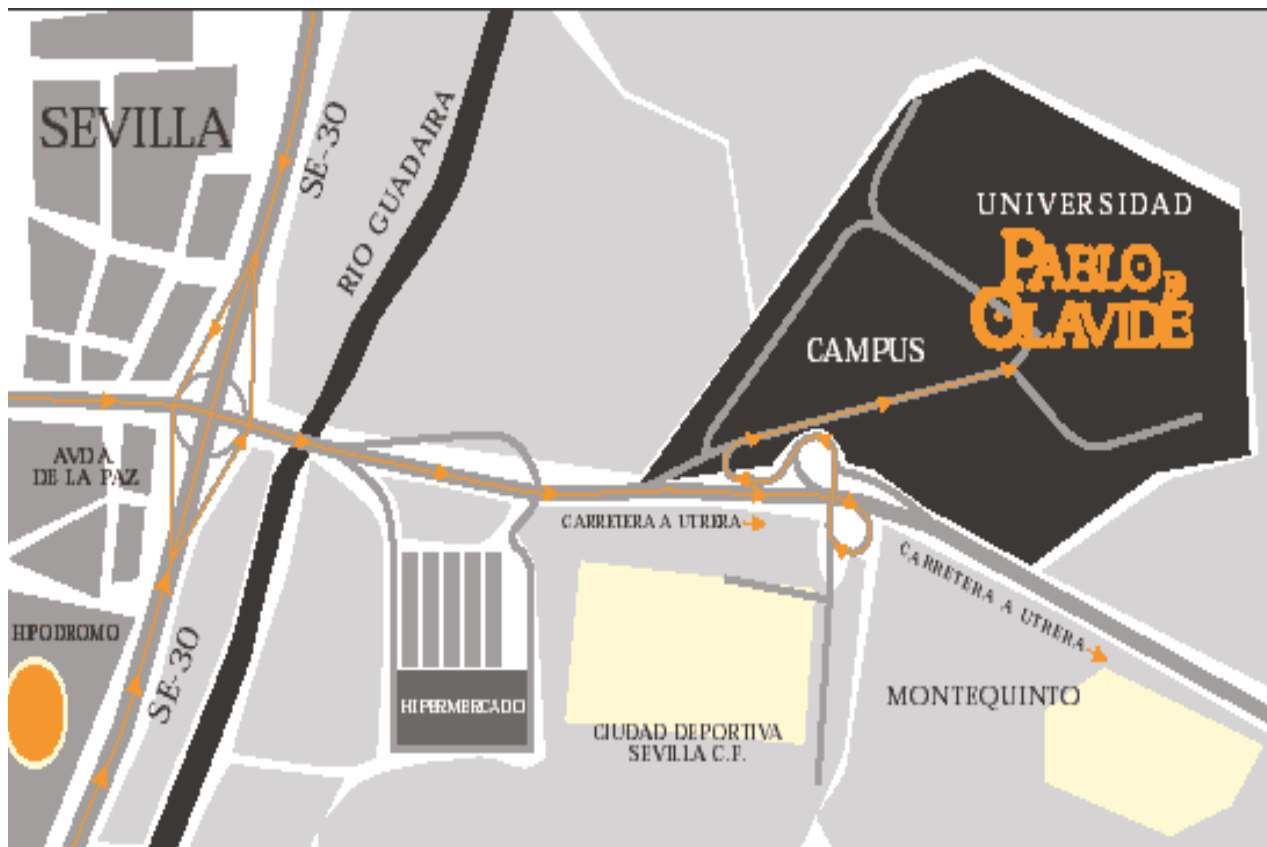 SEVILLA
SE-30
RIO GUADAIRA
UNIVERSIDAD
PABLO D
OLAVIDE
CAMPUS
AVDA.
DE LA PAZ
CARRETERA A UTRERA
CARRETERA A UTRERA
HIPODROMO
SE-30
HIPERMERCADO
MONTEQUINTO
CIUDAD DEPORTIVA
SEVILLA C.F.